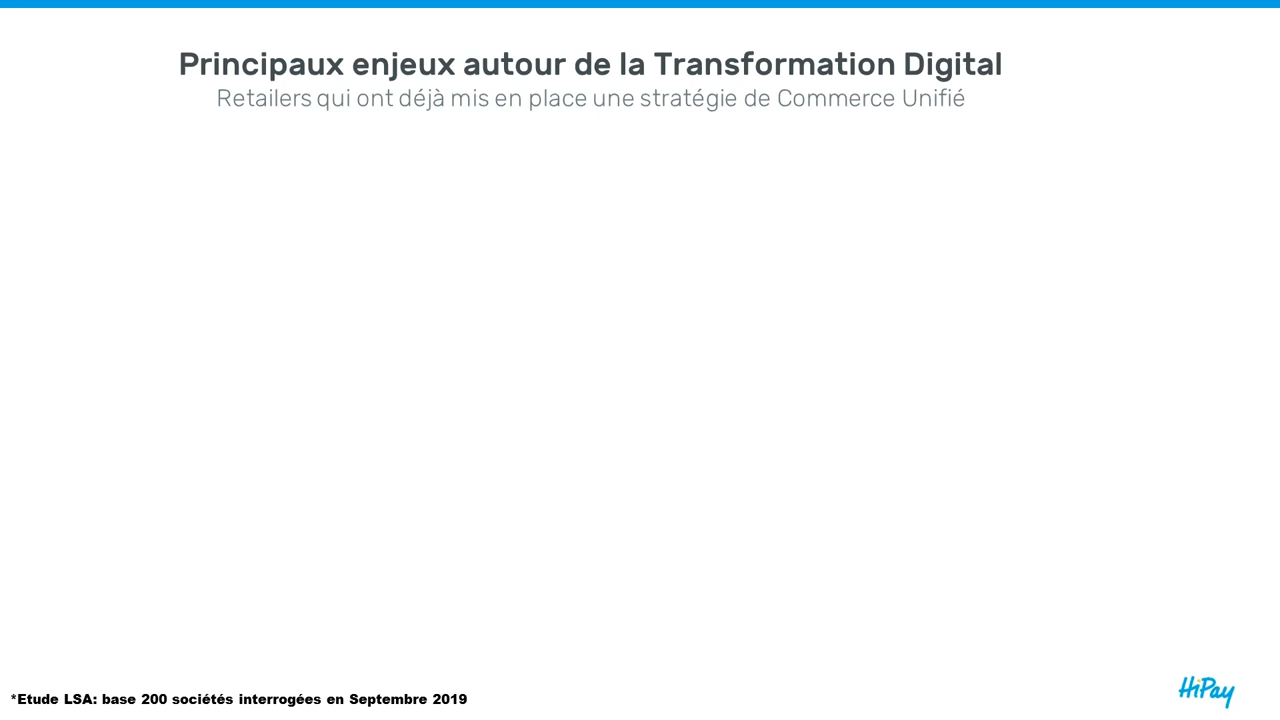 Principaux enjeux autour de la Transformation Digital
Retailers qui ont déjà mis en place une stratégie de Commerce Unifié
*Etude LSA: base 200 sociétés interrogées en Septembre 2019
HiPay